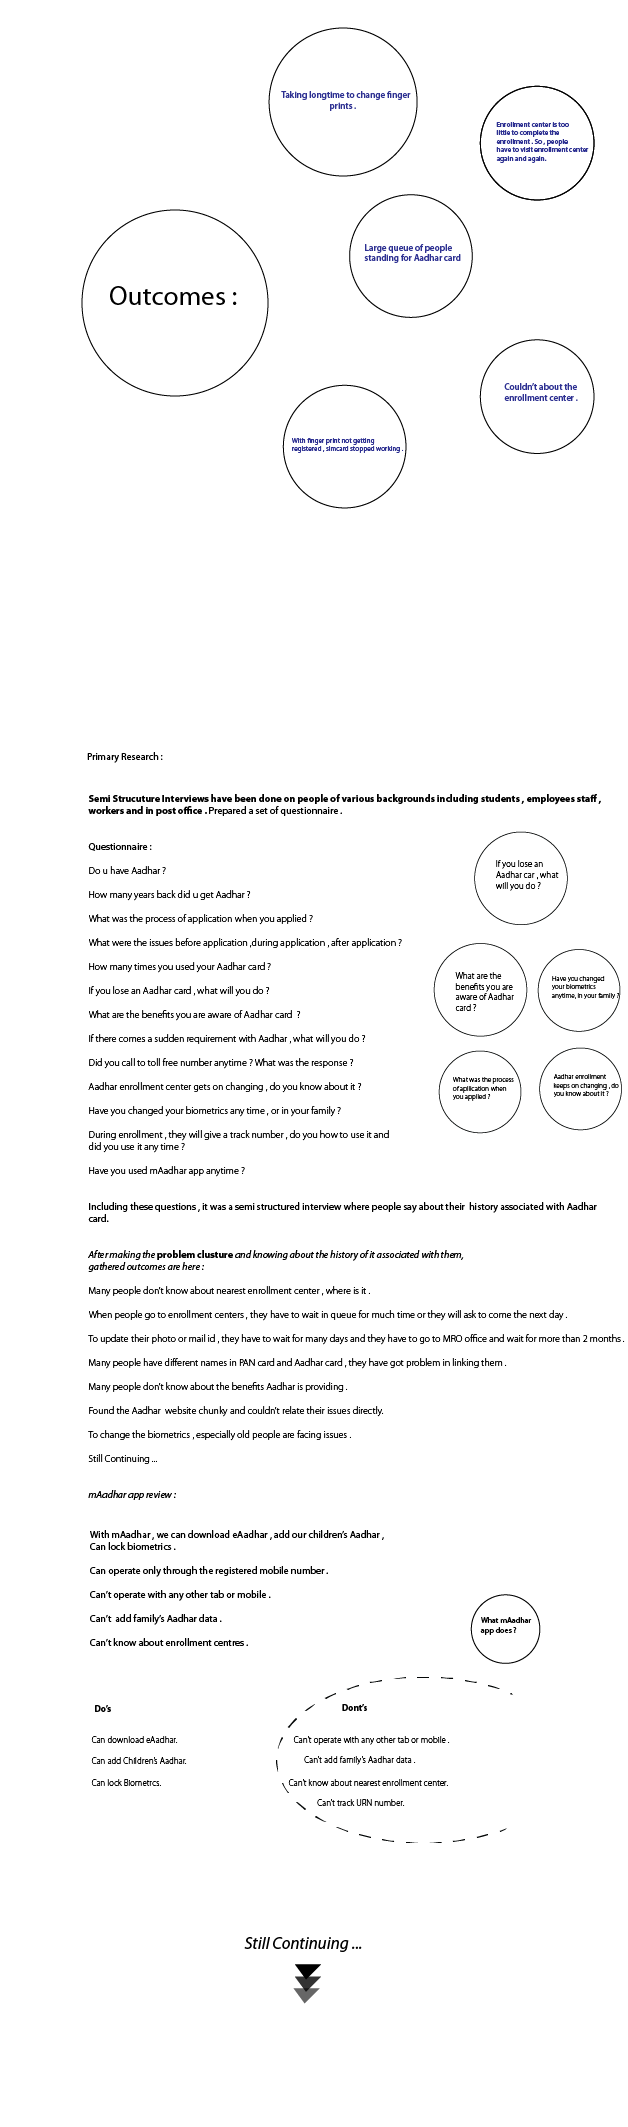 Taking longtime to change finger
prints .
Enrollment center is too
little to complete the
enrollment . So , people
have to visit enrollment center
again and again.
Large queue of people
standing for Aadhar card
Outcomes :
Couldn't about the
enrollment center .
With finger print not getting
registered , simcard stopped working .
Primary Research :
Semi Strucuture Interviews have been done on people of various backgrounds including students , employees staff ,
workers and in post office . Prepared a set of questionnaire .
Questionnaire :
Do u have Aadhar ?
How many years back did u get Aadhar ?
What was the process of application when you applied ?
What were the issues before application ,during application , after application ?
How many times you used your Aadhar card ?
If you lose an Aadhar card , what will you do ?
What are the benefits you are aware of Aadhar card ?
If there comes a sudden requirement with Aadhar , what will you do ?
Did you call to toll free number anytime ? What was the response ?
Aadhar enrollment center gets on changing , do you know about it ?
Have you changed your biometrics any time , or in your family ?
During enrollment , they will give a track number , do you how to use it and
did you use it any time ?
Have you used mAadhar app anytime ?
If you lose an
Aadhar car , what
will you do ?
What are the
benefits you are
aware of Aadhar
card ?
Have you changed
your biometrics
anytime, in your family ?
What was the process
of apllication when
you applied ?
Aadhar enrollment
keeps on changing , do
you know about it ?
Including these questions , it was a semi structured interview where people say about their history associated with Aadhar
card.
After making the problem clusture and knowing about the history of it associated with them,
gathered outcomes are here :
Many people don't know about nearest enrollment center , where is it .
When people go to enrollment centers , they have to wait in queue for much time or they will ask to come the next day .
To update their photo or mail id , they have to wait for many days and they have to go to MRO office and wait for more than 2 months .
Many people have different names in PAN card and Aadhar card , they have got problem in linking them .
Many people don't know about the benefits Aadhar is providing .
Found the Aadhar website chunky and couldn't relate their issues directly.
To change the biometrics , especially old people are facing issues .
Still Continuing ...
mAadhar app review :
With mAadhar , we can download eAadhar , add our children's Aadhar ,
Can lock biometrics .
Can operate only through the registered mobile number .
Can't operate with any other tab or mobile .
Can't add family's Aadhar data .
Can't know about enrollment centres .
What mAadhar
app does ?
Do's
Can download eAadhar.
Can add Children's Aadhar.
Can lock Biometrcs.
Dont's
Can't operate with any other tab or mobile .
Can't add family's Aadhar data .
Can't know about nearest enrollment center.
Can't track URN number.
Still Continuing ...